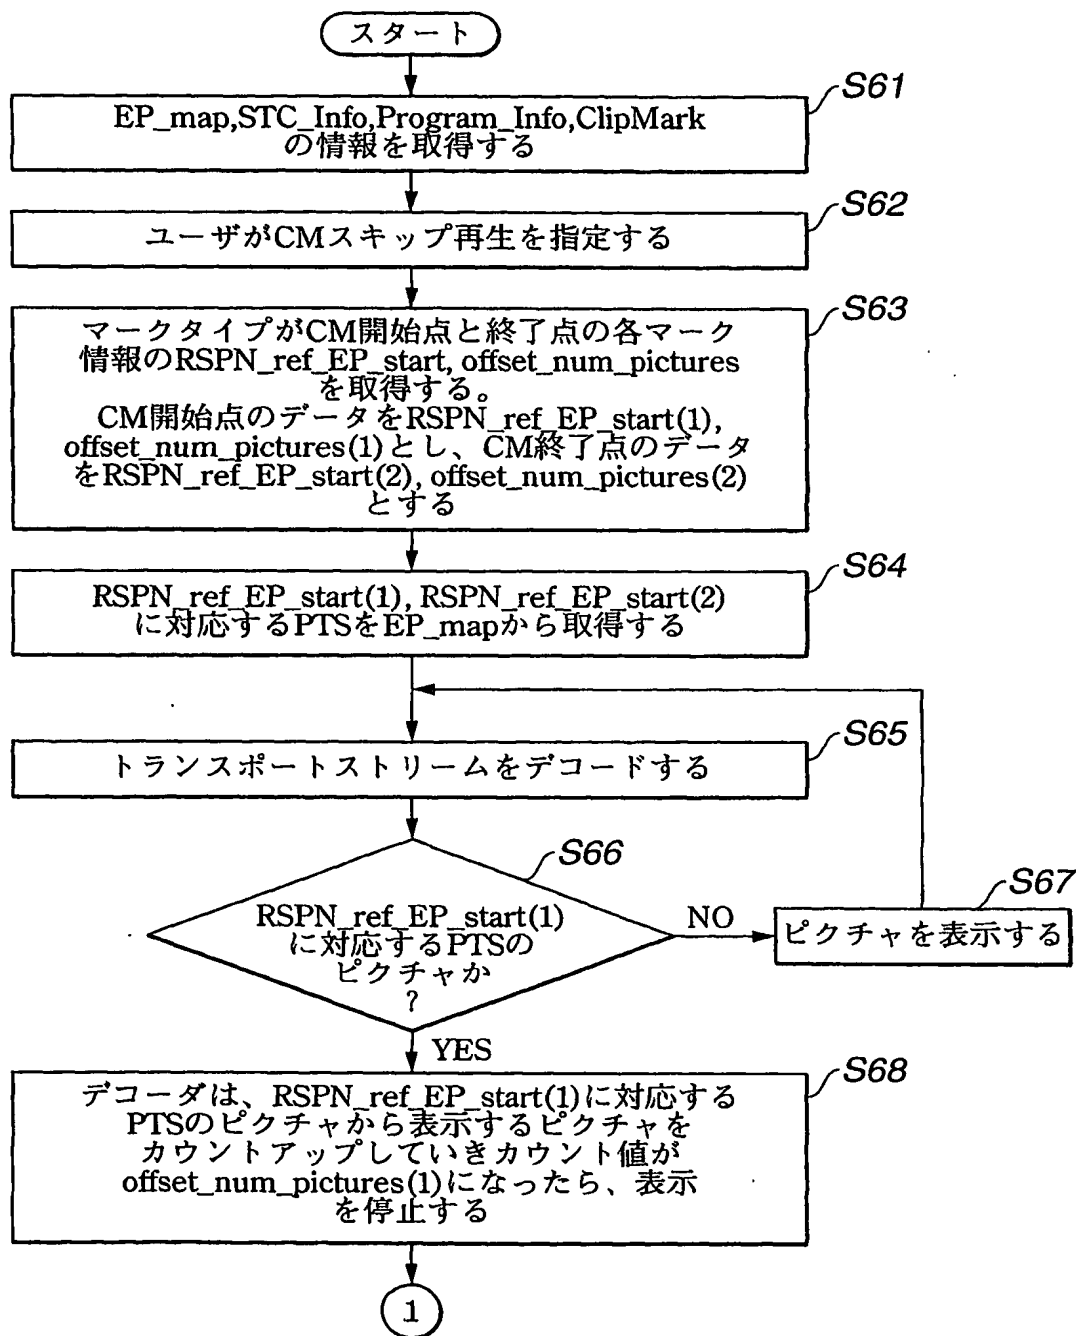 スタート
S61
EP_map,STC_Info,Program_Info,ClipMark
の情報を取得する
S62
ユーザがCMスキップ再生を指定する
S63
マークタイプがCM開始点と終了点の各マーク
情報のRSPN_ref_EP_start, offset_num_pictures
を取得する。
CM開始点のデータをRSPN_ref_EP_start(1),
offset_num_pictures(1)とし、CM終了点のデータ
をRSPN_ref_EP_start(2), offset_num_pictures(2)
とする
S64
RSPN_ref_EP_start(1), RSPN_ref_EP_start(2)
に対応するPTSをEP_mapから取得する
S65
トランスポートストリームをデコードする
S66
RSPN_ref_EP_start(1)
に対応するPTSの
ピクチャか
?
NO
S67
ピクチャを表示する
YES
S68
デコーダは、RSPN_ref_EP_start(1)に対応する
PTSのピクチャから表示するピクチャを
カウントアップしていきカウント値が
offset_num_pictures(1)になったら、表示
を停止する
1